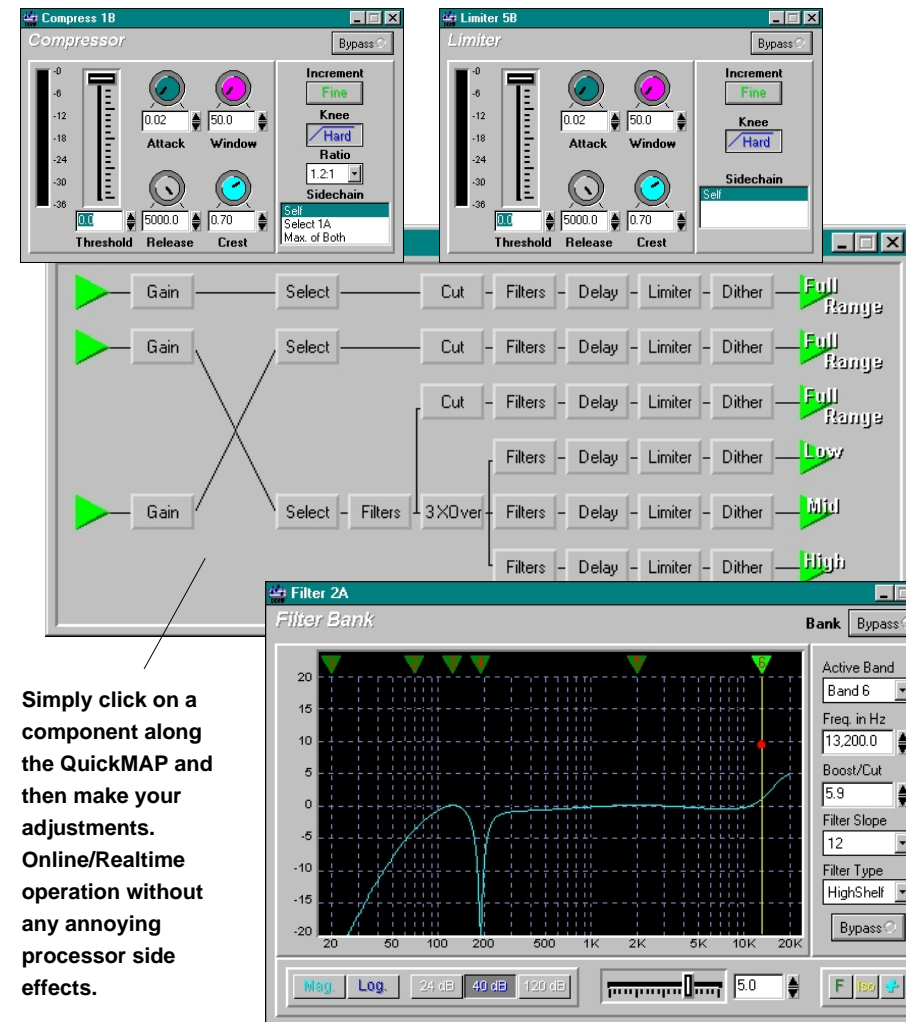 Compress 1B
Compressor
Bypass
-0
-6
-12
-18
-24
-30
-36
0.02
50.0
Attack
Window
0.0
5000.0
0.70
Threshold
Release
Crest
Increment
Fine
Knee
Hard
Ratio
1.2:1
Sidechain
Self
Select 1A
Max. of Both
Limiter 5B
Limiter
Bypass
-0
-6
-12
-18
-24
-30
-36
0.02
50.0
Attack
Window
0.0
5000.0
0.70
Threshold
Release
Crest
Increment
Fine
Knee
Hard
Sidechain
Self
Gain Select Cut Filters Delay Limiter Dither Full Range
Gain Select Cut Filters Delay Limiter Dither Full Range
Cut Filters Delay Limiter Dither Full Range
Filters Delay Limiter Dither Low
Gain Select Filters 3XOver Filters Delay Limiter Dither Mid
Filters Delay Limiter Dither High
Simply click on a
component along
the QuickMAP and
then make your
adjustments.
Online/Realtime
operation without
any annoying
processor side
effects.
Filter 2A
Filter Bank
Bank Bypass
6
20
15
10
5
0
-5
-10
-15
-20
20 50 100 200 500 1K 2K 5K 10K 20K
Active Band
Band 6
Freq. in Hz
13,200.0
Boost/Cut
5.9
Filter Slope
12
Filter Type
HighShelf
Bypass
Mag. Log. 24 dB 40 dB 120 dB 5.0 F Iso +